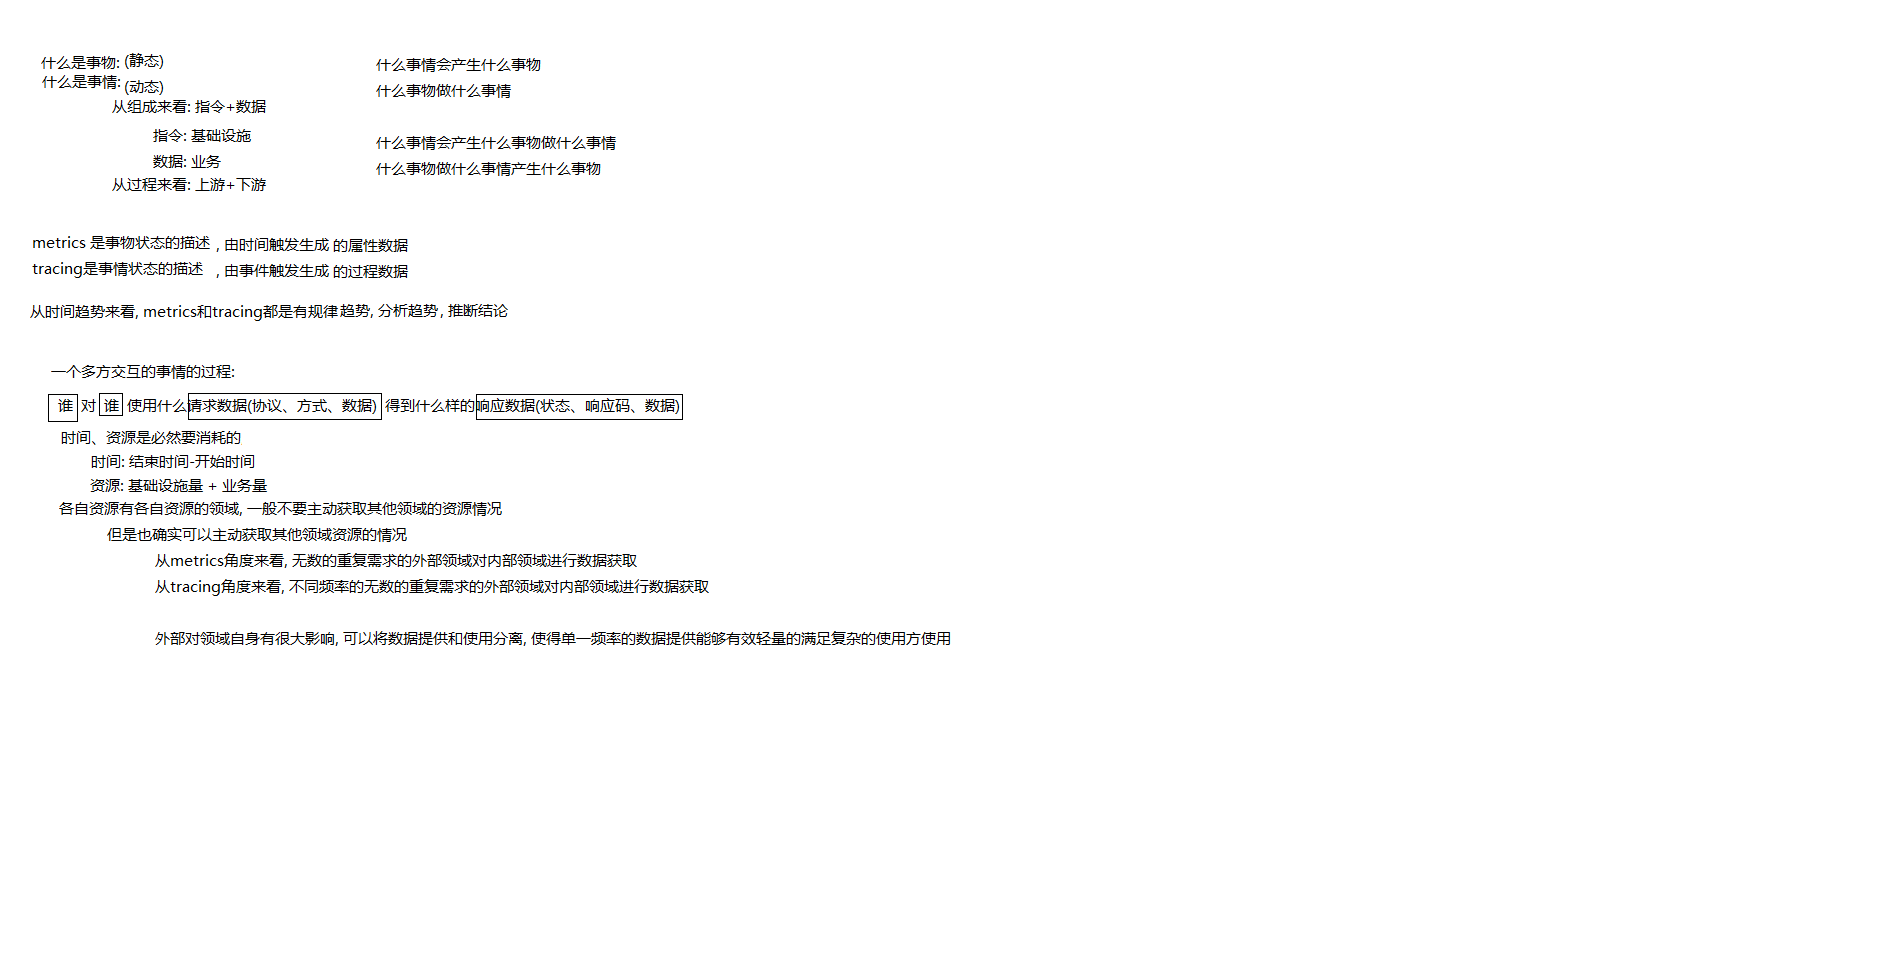 什么是事物: (静态)
什么是事情: (动态)
从组成来看: 指令+数据
指令: 基础设施
数据: 业务
从过程来看: 上游+下游
什么事情会产生什么事物
什么事物做什么事情
什么事情会产生什么事物做什么事情
什么事物做什么事情产生什么事物
metrics 是事物状态的描述 , 由时间触发生成 的属性数据
tracing是事情状态的描述 , 由事件触发生成 的过程数据
从时间趋势来看, metrics和tracing都是有规律趋势, 分析趋势, 推断结论
一个多方交互的事情的过程:
谁 对 谁 使用什么请求数据(协议、方式、数据) 得到什么样的响应数据(状态、响应码、数据)
时间、资源是必然要消耗的
时间: 结束时间-开始时间
资源: 基础设施量 + 业务量
各自资源有各自资源的领域, 一般不要主动获取其他领域的资源情况
但是也确实可以主动获取其他领域资源的情况
从metrics角度来看, 无数的重复需求的外部领域对内部领域进行数据获取
从tracing角度来看, 不同频率的无数的重复需求的外部领域对内部领域进行数据获取
外部对领域自身有很大影响, 可以将数据提供和使用分离, 使得单一频率的数据提供能够有效轻量的满足复杂的使用方使用